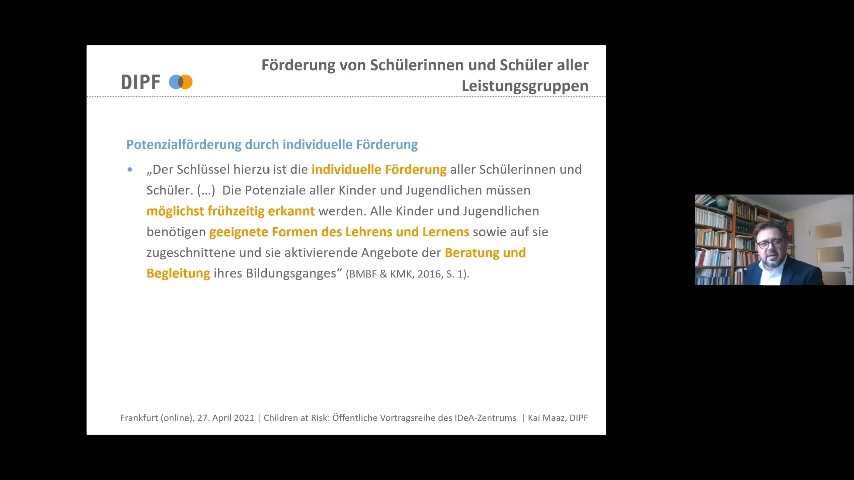 Förderung von Schülerinnen und Schüler aller
Leistungsgruppen
DIPF
Potenzialförderung durch individuelle Förderung
• „Der Schlüssel hierzu ist die individuelle Förderung aller Schülerinnen und
Schüler. (…) Die Potenziale aller Kinder und Jugendlichen müssen
möglichst frühzeitig erkannt werden. Alle Kinder und Jugendlichen
benötigen geeignete Formen des Lehrens und Lernens sowie auf sie
zugeschnittene und sie aktivierende Angebote der Beratung und
Begleitung ihres Bildungsganges“ (BMBF & KMK, 2016, S. 1).
Frankfurt (online), 27. April 2021 | Children at Risk: Öffentliche Vortragsreihe des IDeA-Zentrums | Kai Maaz, DIPF